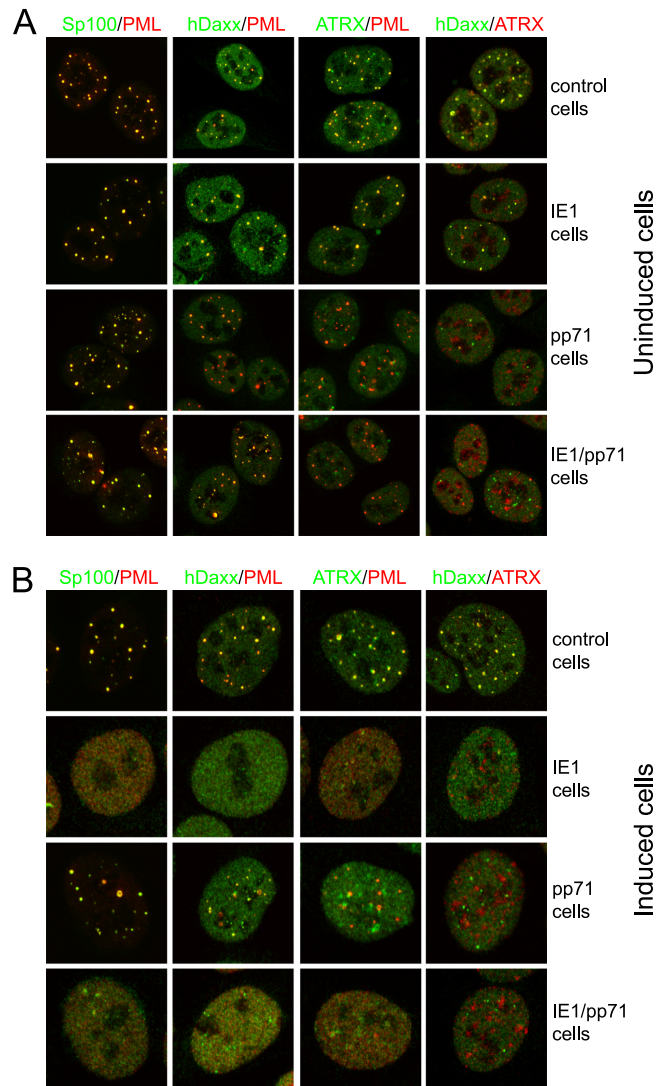 A
Sp100/PML hDaxx/PML ATRX/PML hDaxx/ATRX
control
cells
IE1
cells
pp71
cells
IE1/pp71
cells
Uninduced cells
B
Sp100/PML hDaxx/PML ATRX/PML hDaxx/ATRX
control
cells
IE1
cells
pp71
cells
IE1/pp71
cells
Induced cells